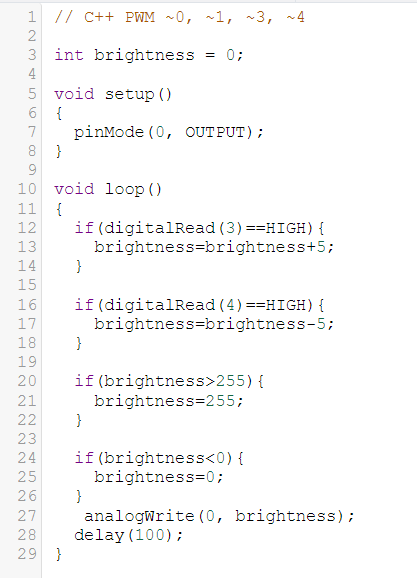 1 // C++ PWM ~0, ~1, ~3, ~4
2
3 int brightness = 0;
4
5 void setup()
6 {
7   pinMode(0, OUTPUT);
8 }
9
10 void loop()
11 {
12   if(digitalRead(3)==HIGH){
13     brightness=brightness+5;
14   }
15
16   if(digitalRead(4)==HIGH){
17     brightness=brightness-5;
18   }
19
20   if(brightness>255){
21     brightness=255;
22   }
23
24   if(brightness<0){
25     brightness=0;
26   }
27    analogWrite(0, brightness);
28   delay(100);
29 }